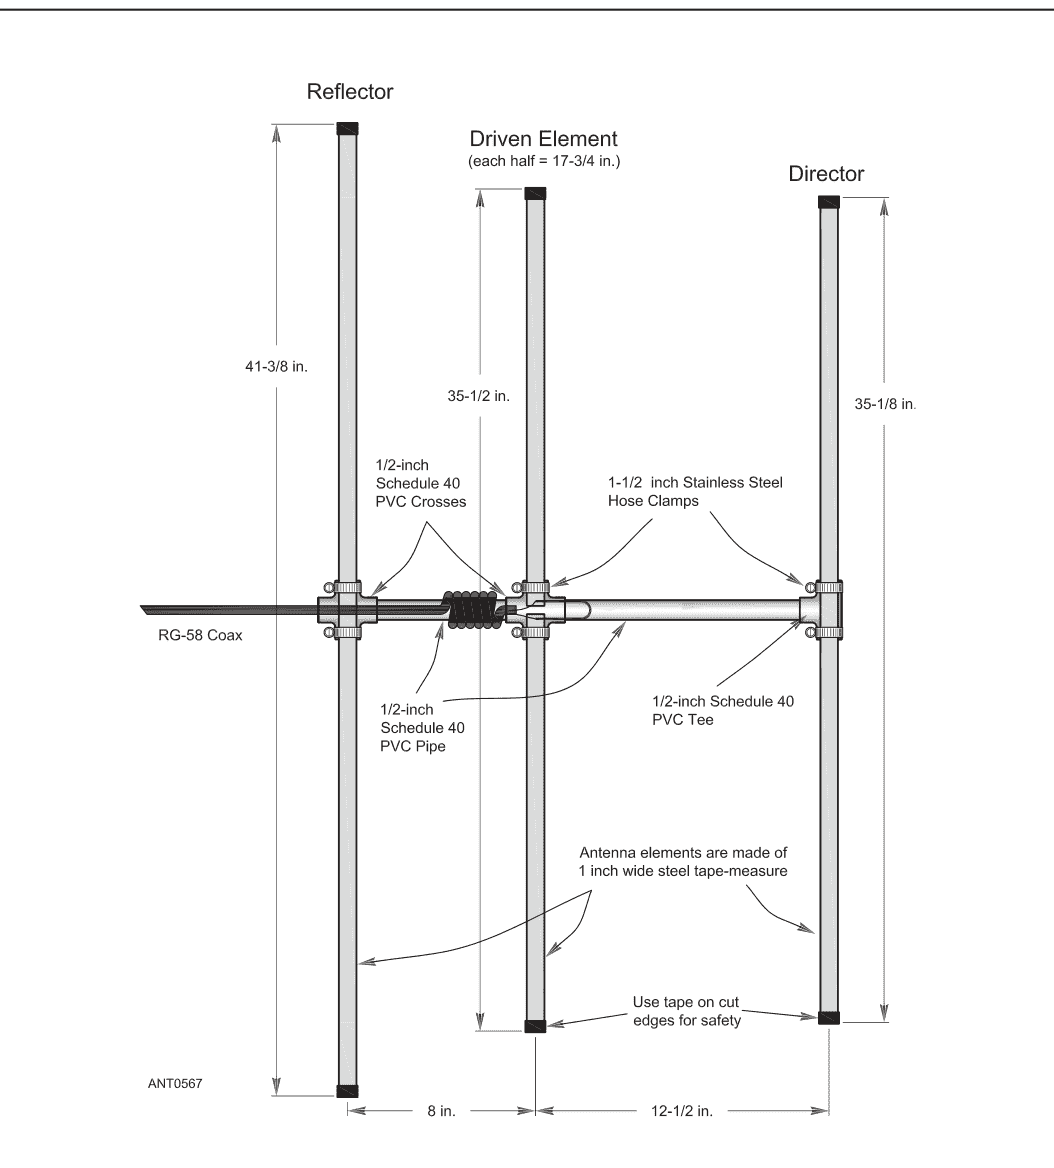 Reflector
Driven Element
(each half = 17-3/4 in.)
Director
41-3/8 in.
35-1/2 in.
35-1/8 in.
1/2-inch
Schedule 40
PVC Crosses
1-1/2  inch Stainless Steel
Hose Clamps
RG-58 Coax
1/2-inch
Schedule 40
PVC Pipe
1/2-inch Schedule 40
PVC Tee
Antenna elements are made of
1 inch wide steel tape-measure
Use tape on cut
edges for safety
ANT0567
8 in.
12-1/2 in.